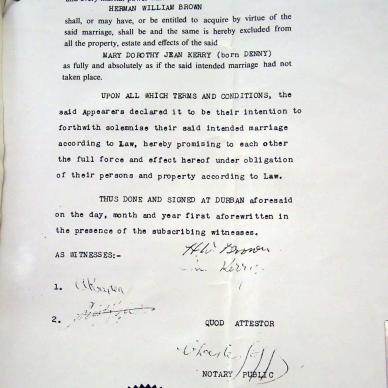 HERMAN WILLIAM BROWN
shall, or may have, or be entitled to acquire by virtue of the
said marriage, shall be and the same is hereby excluded from
all the property, estate and effects of the said
MARY DOROTHY JEAN KERRY (born DENNY)
as fully and absolutely as if the said intended marriage had not
taken place.
UPON ALL WHICH TERMS AND CONDITIONS, the
said Appearers declared it to be their intention to
forthwith solemnise their said intended marriage
according to Law, hereby promising to each other
the full force and effect hereof under obligation
of their persons and property according to Law.
THUS DONE AND SIGNED AT DURBAN aforesaid
on the day, month and year first aforewritten in
the presence of the subscribing witnesses.
AS WITNESSES:-
HW Brown
Kerry
1.
2.
QUOD ATTESTOR
NOTARY PUBLIC